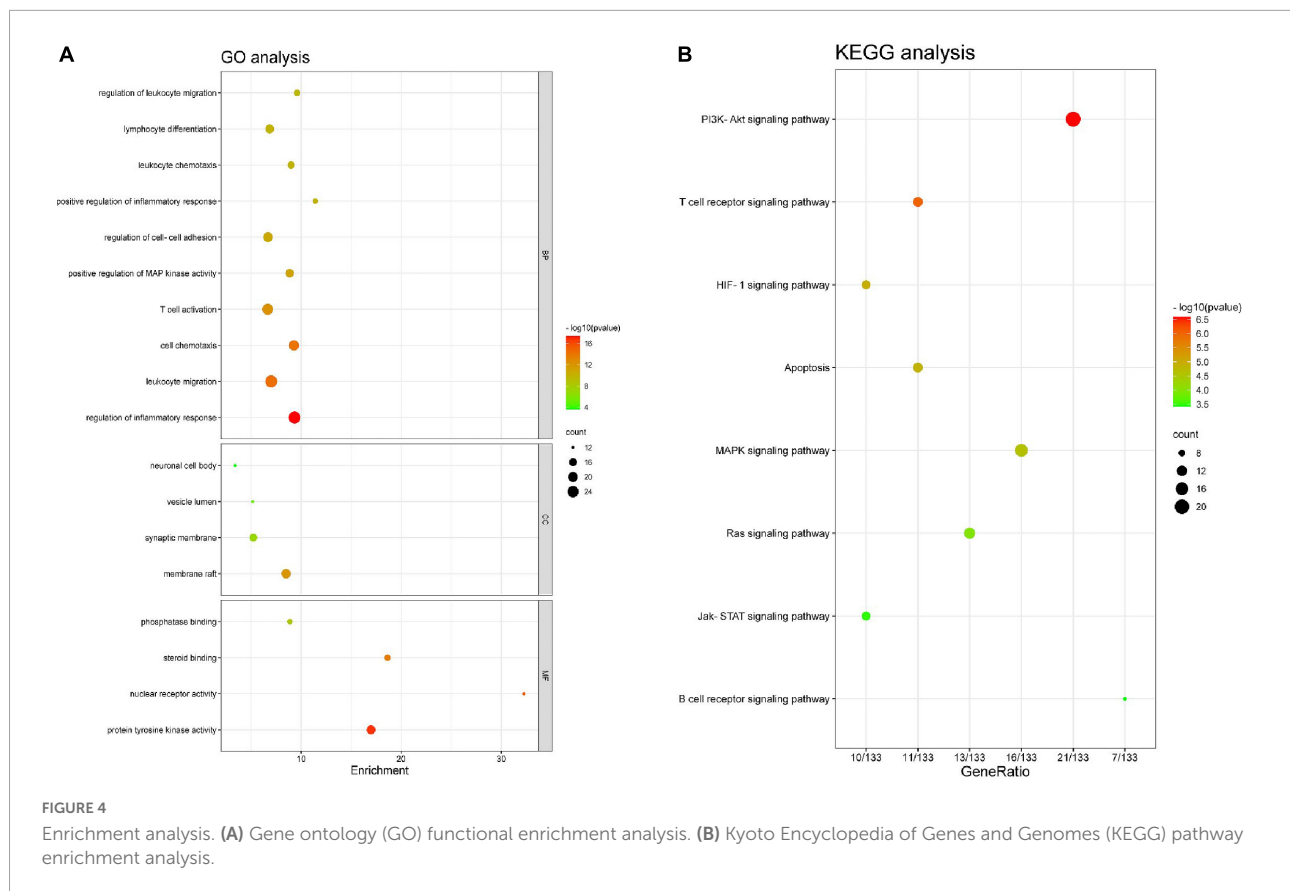 A
GO analysis
regulation of leukocyte migration
lymphocyte differentiation
leukocyte chemotaxis
positive regulation of inflammatory response
regulation of cell- cell adhesion
positive regulation of MAP kinase activity
T cell activation
cell chemotaxis
leukocyte migration
regulation of inflammatory response
BP
neuronal cell body
vesicle lumen
synaptic membrane
membrane raft
CC
phosphatase binding
steroid binding
nuclear receptor activity
protein tyrosine kinase activity
MF
10
20
30
Enrichment
- log10(pvalue)
16
12
8
4
count
12
16
20
24
B
KEGG analysis
PI3K- Akt signaling pathway
T cell receptor signaling pathway
HIF- 1 signaling pathway
Apoptosis
MAPK signaling pathway
Ras signaling pathway
Jak- STAT signaling pathway
B cell receptor signaling pathway
10/133
11/133
13/133
16/133
21/133
7/133
GeneRatio
- log10(pvalue)
6.5
6.0
5.5
5.0
4.5
4.0
3.5
count
8
12
16
20
FIGURE 4
Enrichment analysis. (A) Gene ontology (GO) functional enrichment analysis. (B) Kyoto Encyclopedia of Genes and Genomes (KEGG) pathway
enrichment analysis.